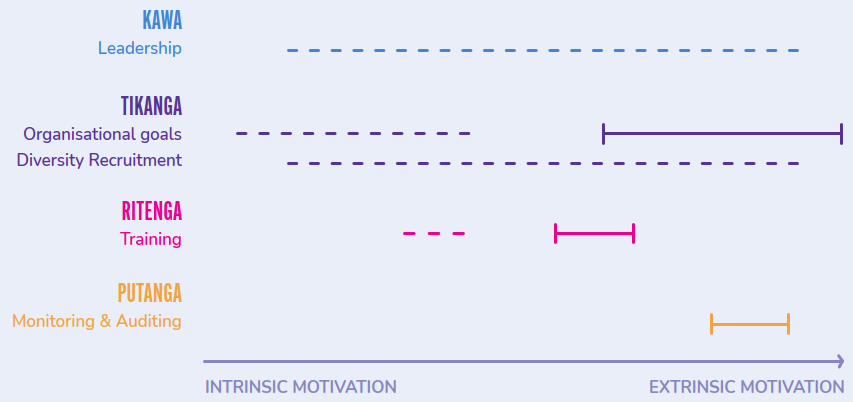 KAWA
Leadership
TIKANGA
Organisational goals
Diversity Recruitment
RITENGA
Training
PUTANGA
Monitoring & Auditing
INTRINSIC MOTIVATION
EXTRINSIC MOTIVATION